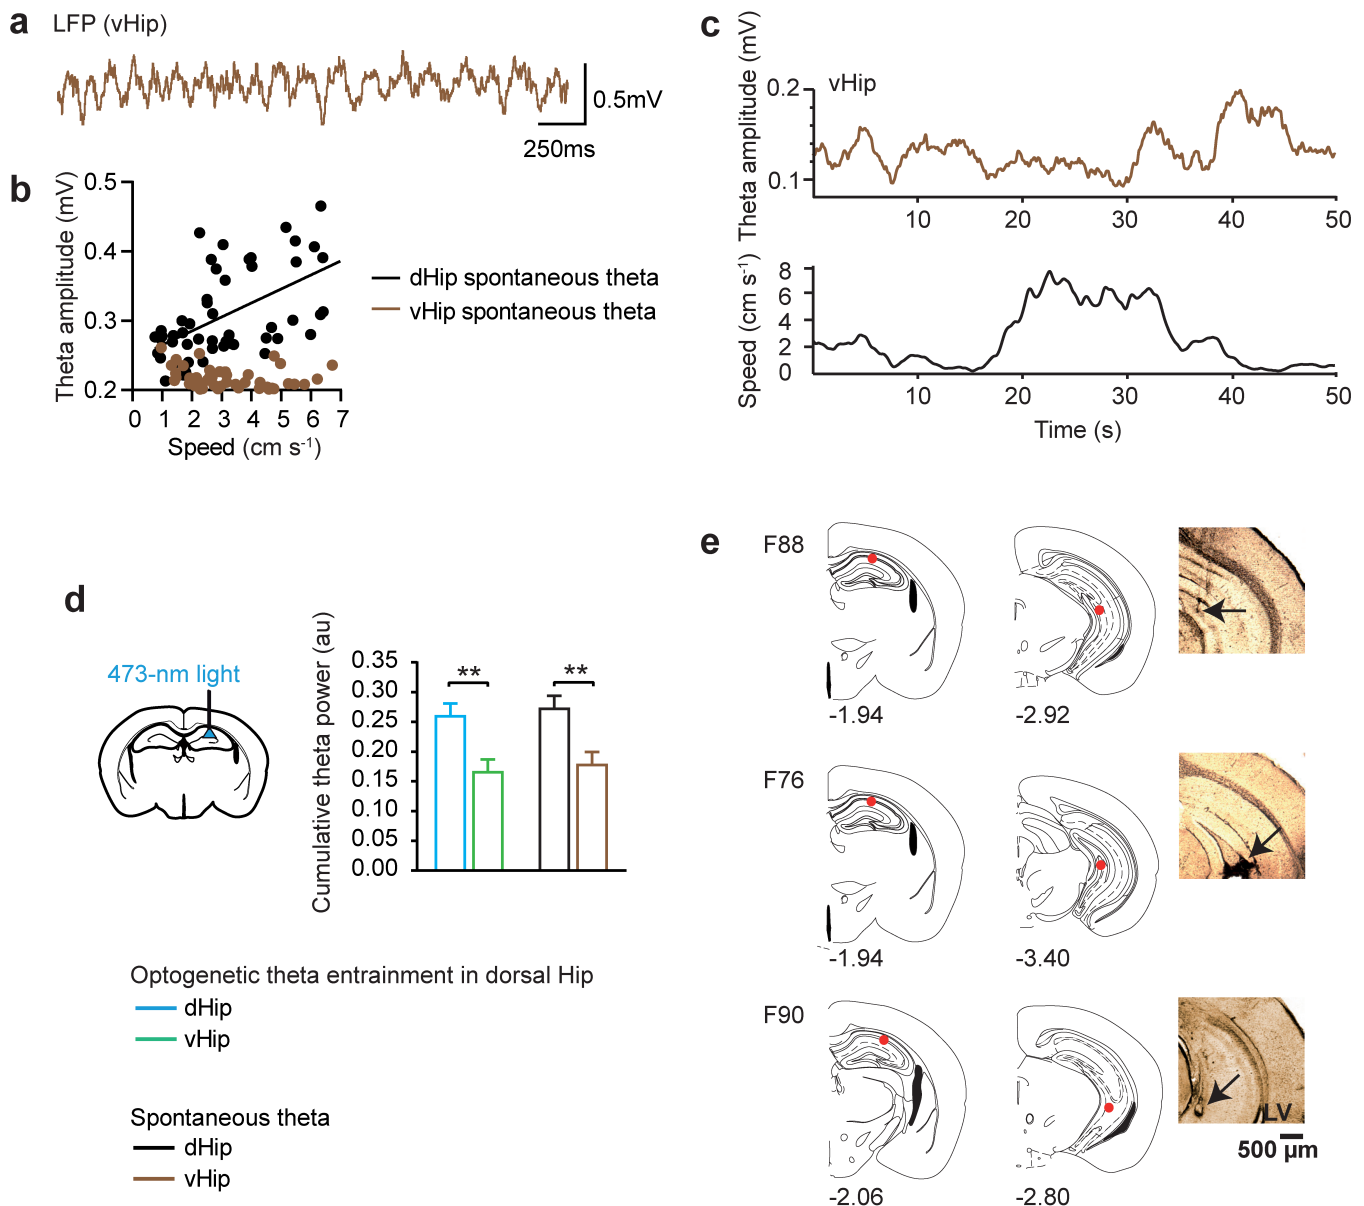 a LFP (vHip)
0.5mV
250ms
b
Theta amplitude (mV)
0.5
0.4
0.3
0.2
0 1 2 3 4 5 6 7
Speed (cm s-1)
dHip spontaneous theta
vHip spontaneous theta
c
Theta amplitude (mV)
vHip
0.2
0.1
10 20 30 40 50
Speed (cm s-1)
8
6
4
2
0
10 20 30 40 50
Time (s)
d
473-nm light
Cumulative theta power (au)
0.35
0.30
0.25
0.20
0.15
0.10
0.05
0.00
** **
Optogenetic theta entrainment in dorsal Hip
dHip
vHip
Spontaneous theta
dHip
vHip
e
F88
-1.94 -2.92
F76
-1.94 -3.40
F90
LV
500 µm
-2.06 -2.80